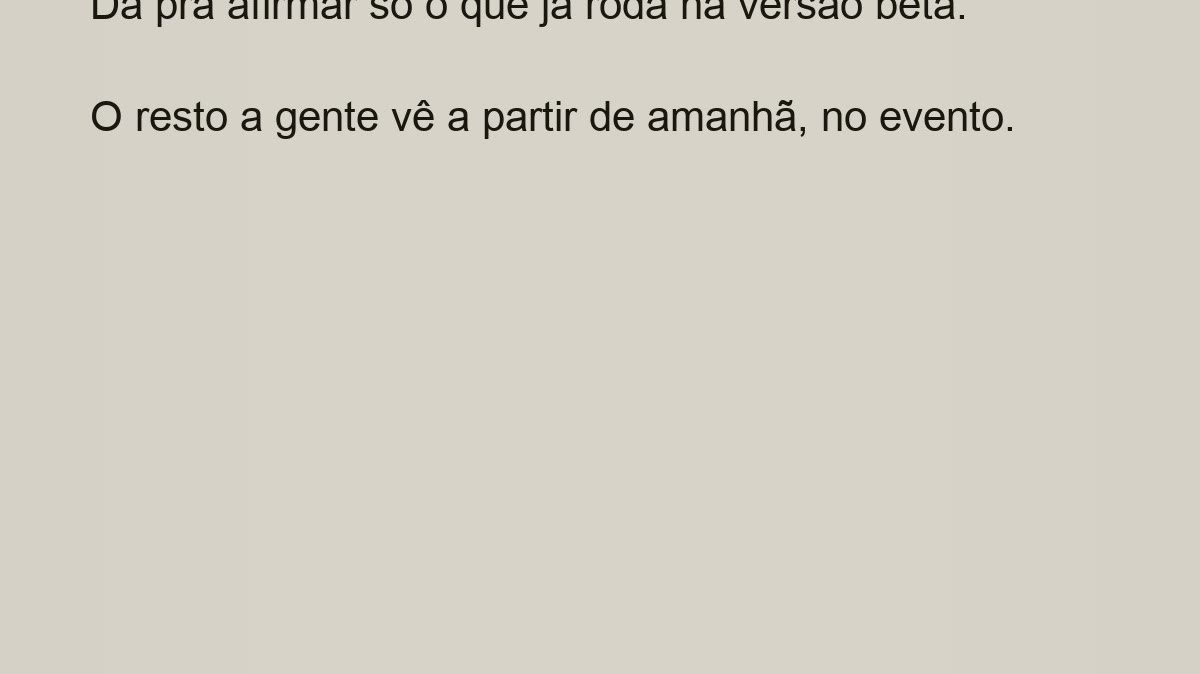 Dá pra afirmar só o que já roda na versão beta.
O resto a gente vê a partir de amanhã, no evento.